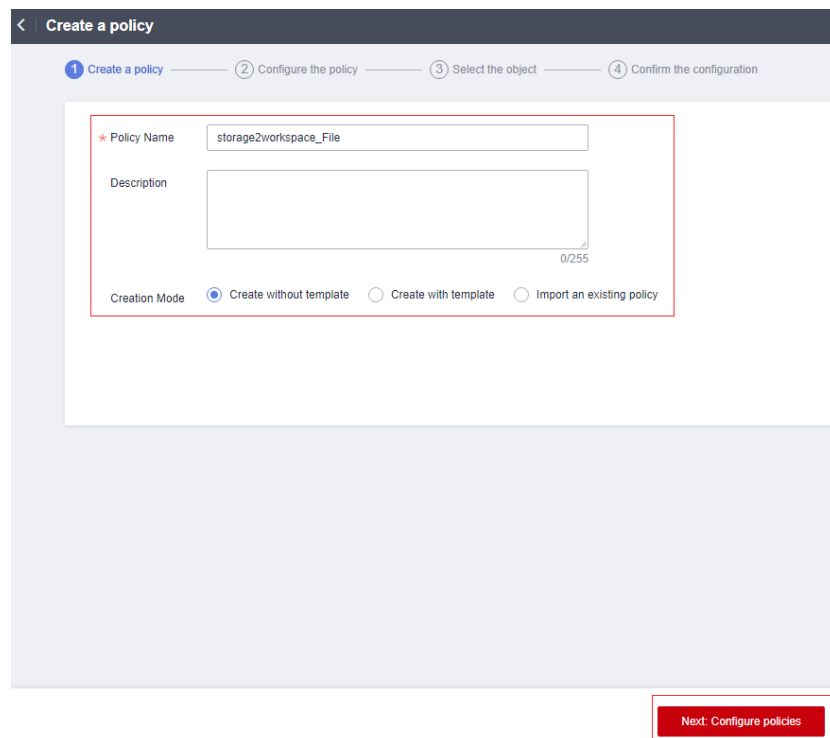 < Create a policy
1 Create a policy 2 Configure the policy 3 Select the object 4 Confirm the configuration
* Policy Name storage2workspace_File
Description
0/255
Creation Mode Create without template Create with template Import an existing policy
Next: Configure policies